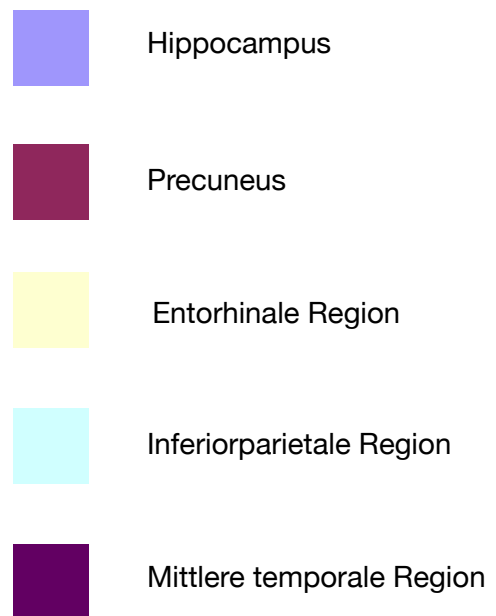 Hippocampus
Precuneus
Entorhinale Region
Inferiorparietale Region
Mittlere temporale Region